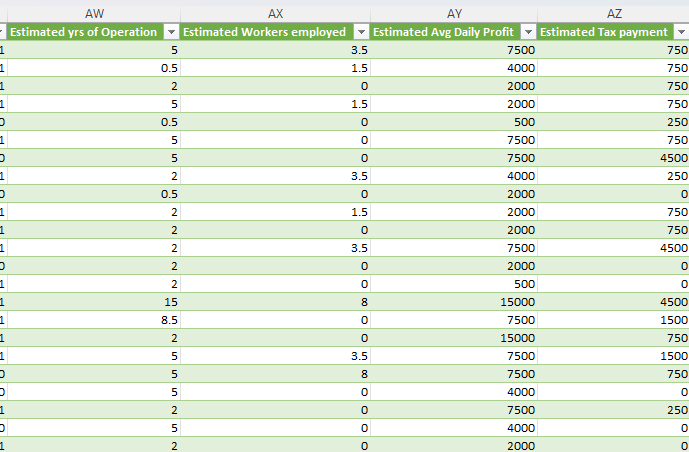 AW AX AY AZ
Estimated yrs of Operation Estimated Workers employed Estimated Avg Daily Profit Estimated Tax payment
1 5 3.5 7500 750
1 0.5 1.5 4000 750
1 2 0 2000 750
1 5 1.5 2000 750
0 0.5 0 500 250
1 5 0 7500 750
0 5 0 7500 4500
1 2 3.5 4000 250
0 0.5 0 2000 0
1 2 1.5 2000 750
1 2 0 2000 750
1 2 3.5 7500 4500
0 2 0 2000 0
1 2 0 500 0
1 15 8 15000 4500
1 8.5 0 7500 1500
1 2 0 15000 750
1 5 3.5 7500 1500
0 5 8 7500 750
0 5 0 4000 0
1 2 0 7500 250
0 5 0 4000 0
1 2 0 2000 0